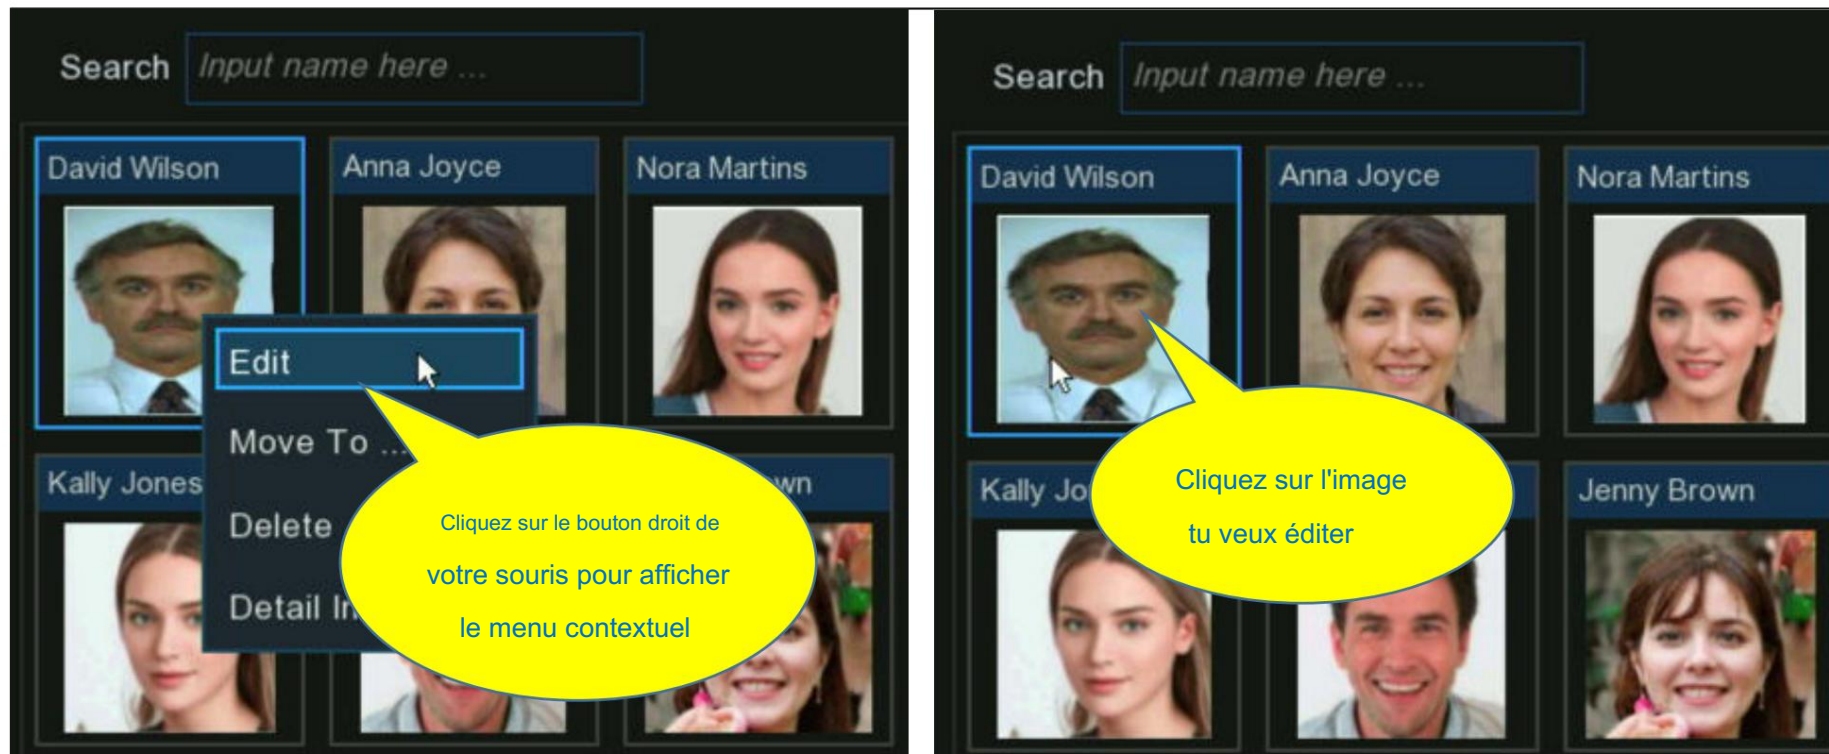 Search Input name here ...
David Wilson Anna Joyce Nora Martins
Edit
Move To ...
Kally Jones
Delete
Detail In
Cliquez sur le bouton droit de
votre souris pour afficher
le menu contextuel
Search Input name here ...
David Wilson Anna Joyce Nora Martins
Kally Jo Jenny Brown
Cliquez sur l'image
tu veux éditer